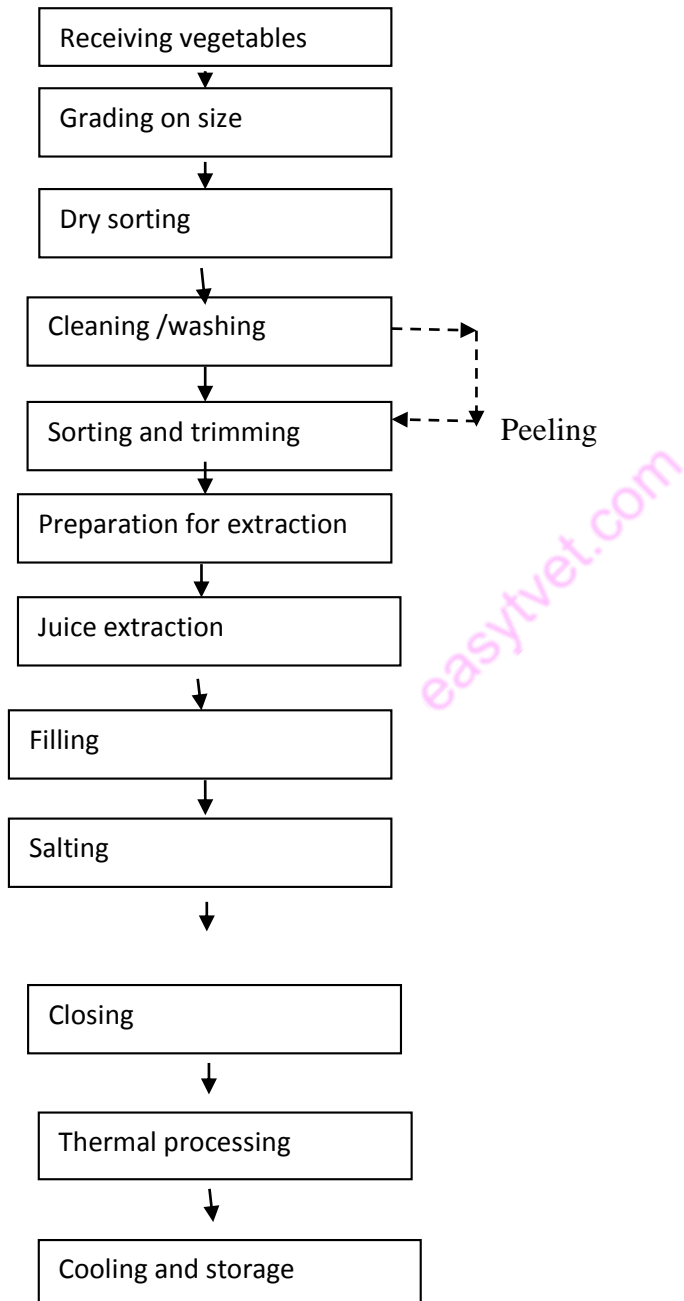 Receiving vegetables
Grading on size
Dry sorting
Cleaning /washing
Sorting and trimming
Peeling
Preparation for extraction
Juice extraction
Filling
Salting
Closing
Thermal processing
Cooling and storage
easytvet.com